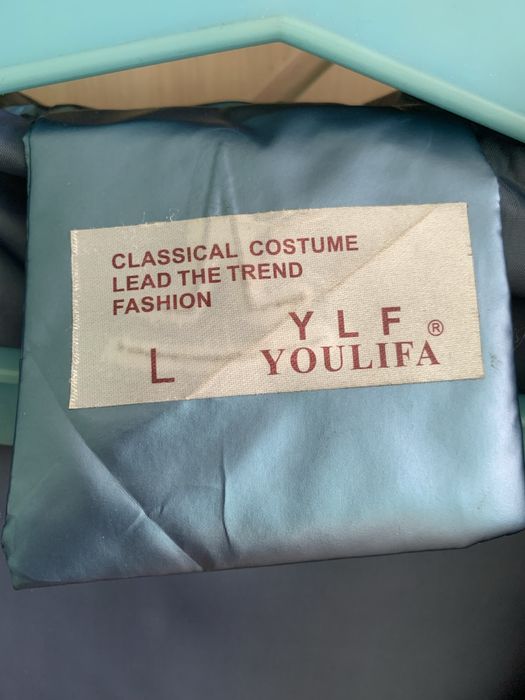 CLASSICAL COSTUME
LEAD THE TREND
FASHION
L
Y L F ®
YOULIFA